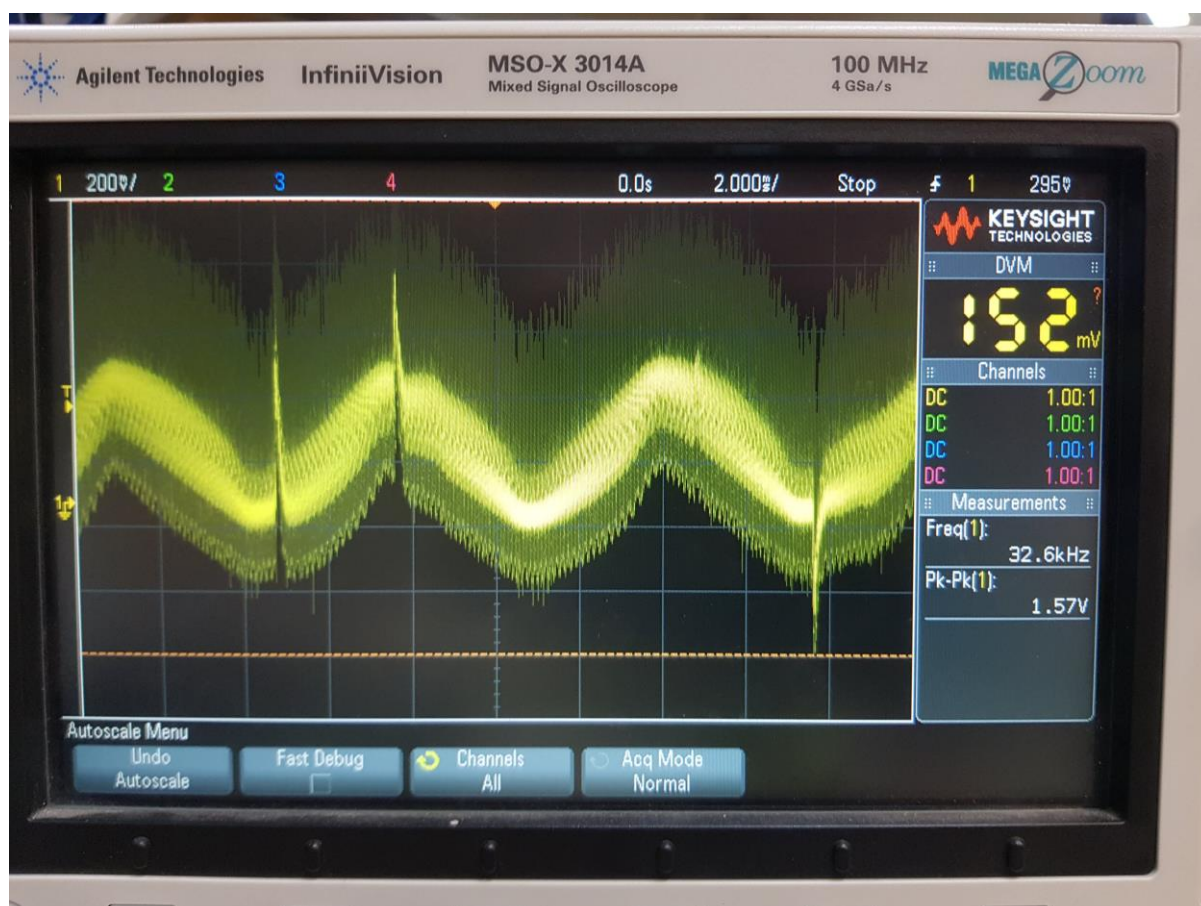 Agilent Technologies InfiniiVision MSO-X 3014A 100 MHz MEGA Zoom
Mixed Signal Oscilloscope 4 GSa/s
1 200mV/ 2 3 4 0.0s 2.000ms/ Stop 1 295mV
KEYSIGHT
TECHNOLOGIES
DVM
152 ?
mV
Channels
DC 1.00:1
DC 1.00:1
DC 1.00:1
DC 1.00:1
Measurements
Freq(1):
32.6kHz
Pk-Pk(1):
1.57V
T
1
Autoscale Menu
Undo Autoscale
Fast Debug
Channels All
Acq Mode Normal